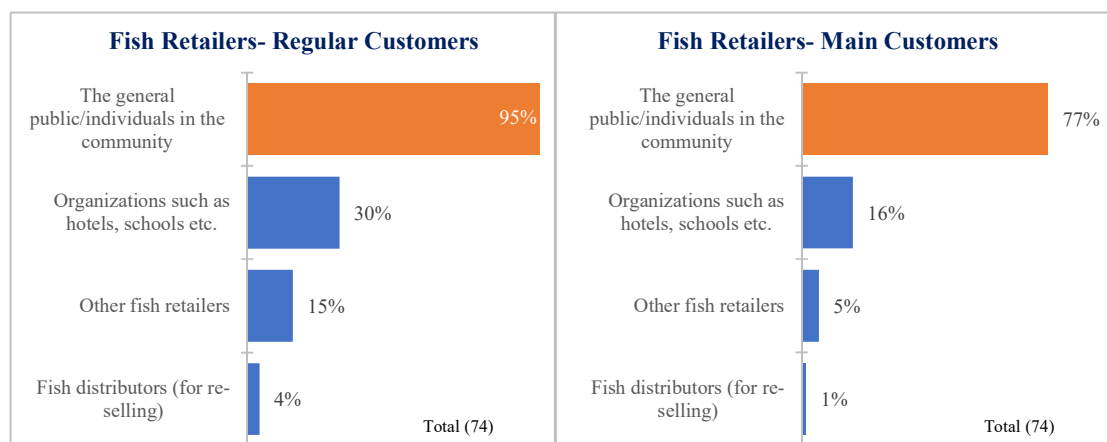 Fish Retailers- Regular Customers
The general
public/individuals in the
community
95%
Organizations such as
hotels, schools etc.
30%
Other fish retailers
15%
Fish distributors (for re-
selling)
4%
Total (74)
Fish Retailers- Main Customers
The general
public/individuals in the
community
77%
Organizations such as
hotels, schools etc.
16%
Other fish retailers
5%
Fish distributors (for re-
selling)
1%
Total (74)